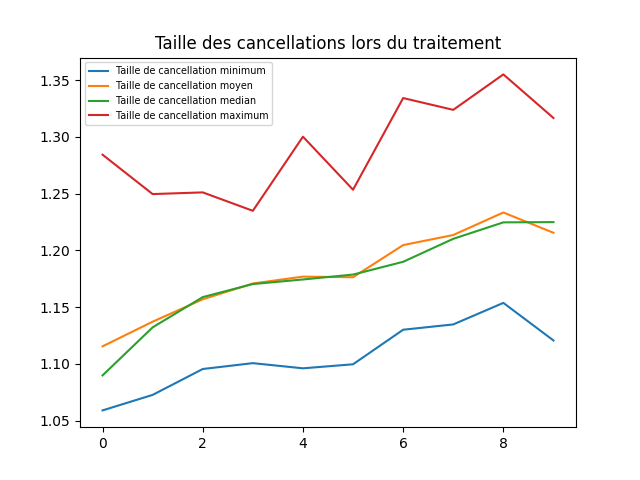 Taille des cancellations lors du traitement
Taille de cancellation minimum
Taille de cancellation moyen
Taille de cancellation median
Taille de cancellation maximum
1.35
1.30
1.25
1.20
1.15
1.10
1.05
0 2 4 6 8